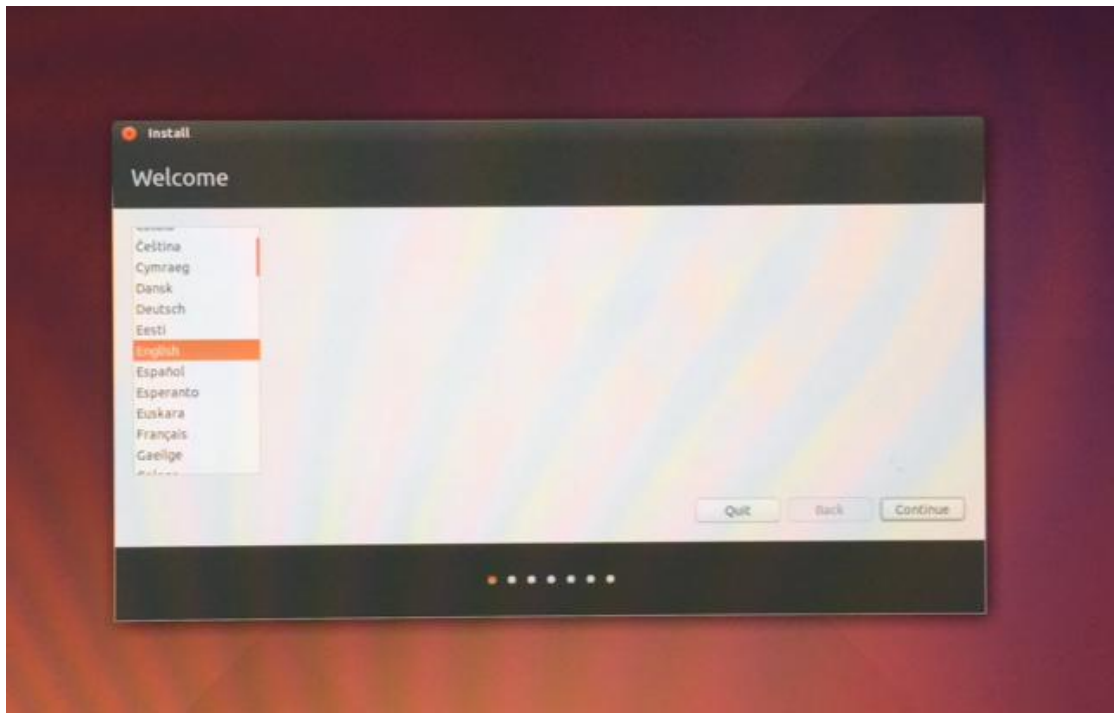 Install
Welcome
Čeština
Cymraeg
Dansk
Deutsch
Eesti
English
Español
Esperanto
Euskara
Français
Gaeilge
Quit
Back
Continue